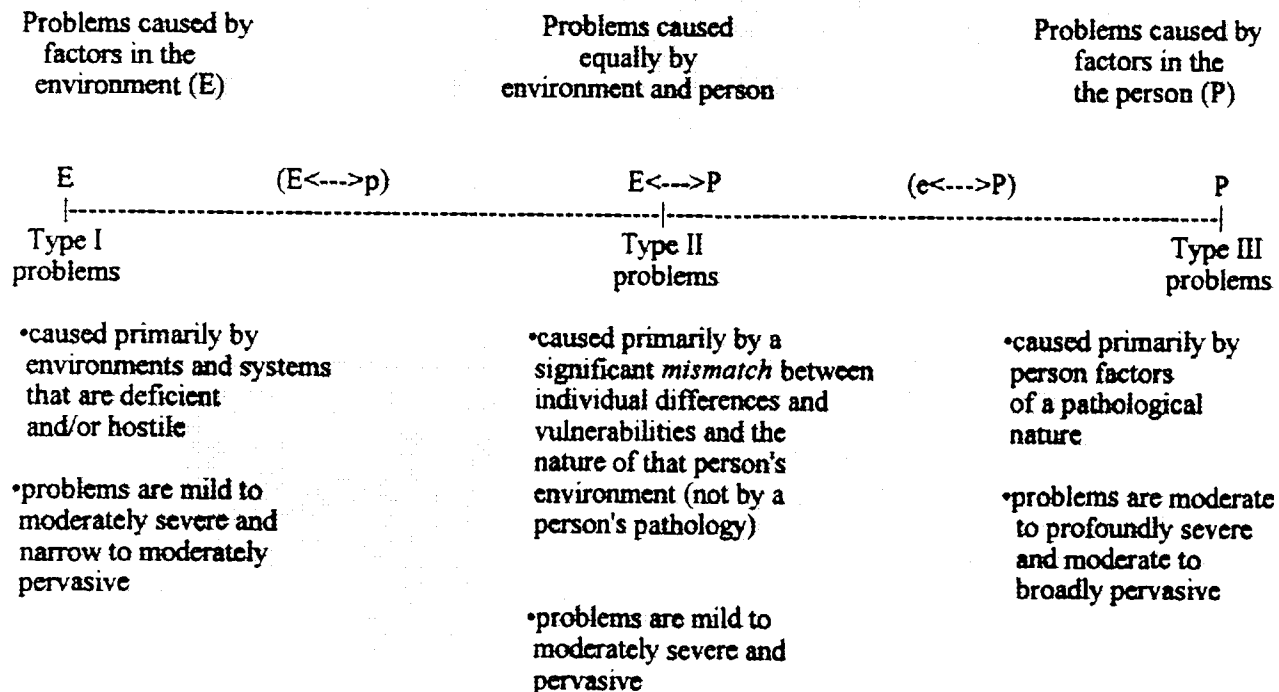 Problems caused by
factors in the
environment (E)
Problems caused
equally by
environment and person
Problems caused by
factors in the
the person (P)
E (E<--->p) E<--->P (e<--->P) P
|------------------------------------------------|------------------------------------------------|
Type I
problems
Type II
problems
Type III
problems
•caused primarily by
environments and systems
that are deficient
and/or hostile
•problems are mild to
moderately severe and
narrow to moderately
pervasive
•caused primarily by a
significant mismatch between
individual differences and
vulnerabilities and the
nature of that person's
environment (not by a
person's pathology)
•problems are mild to
moderately severe and
pervasive
•caused primarily by
person factors
of a pathological
nature
•problems are moderate
to profoundly severe
and moderate to
broadly pervasive